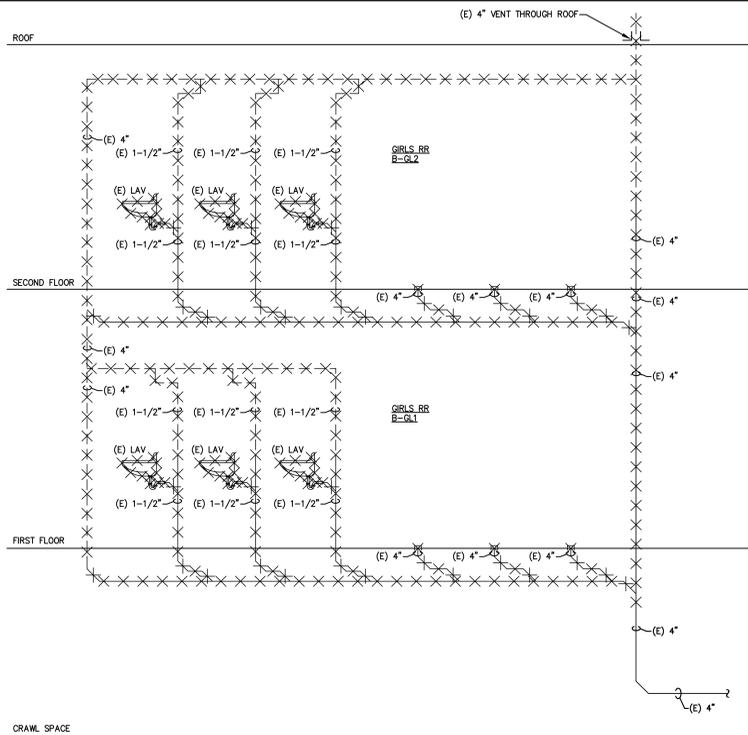 (E) 4" VENT THROUGH ROOF
ROOF
(E) 4"
(E) 1-1/2" (E) 1-1/2" (E) 1-1/2"
GIRLS RR
B-GL2
(E) LAV (E) LAV (E) LAV
(E) 1-1/2" (E) 1-1/2" (E) 1-1/2"
(E) 4"
SECOND FLOOR
(E) 4" (E) 4" (E) 4"
(E) 4"
(E) 4"
(E) 4"
(E) 4"
(E) 1-1/2" (E) 1-1/2" (E) 1-1/2"
GIRLS RR
B-GL1
(E) LAV (E) LAV (E) LAV
(E) 1-1/2" (E) 1-1/2" (E) 1-1/2"
FIRST FLOOR
(E) 4" (E) 4" (E) 4"
(E) 4"
(E) 4"
CRAWL SPACE